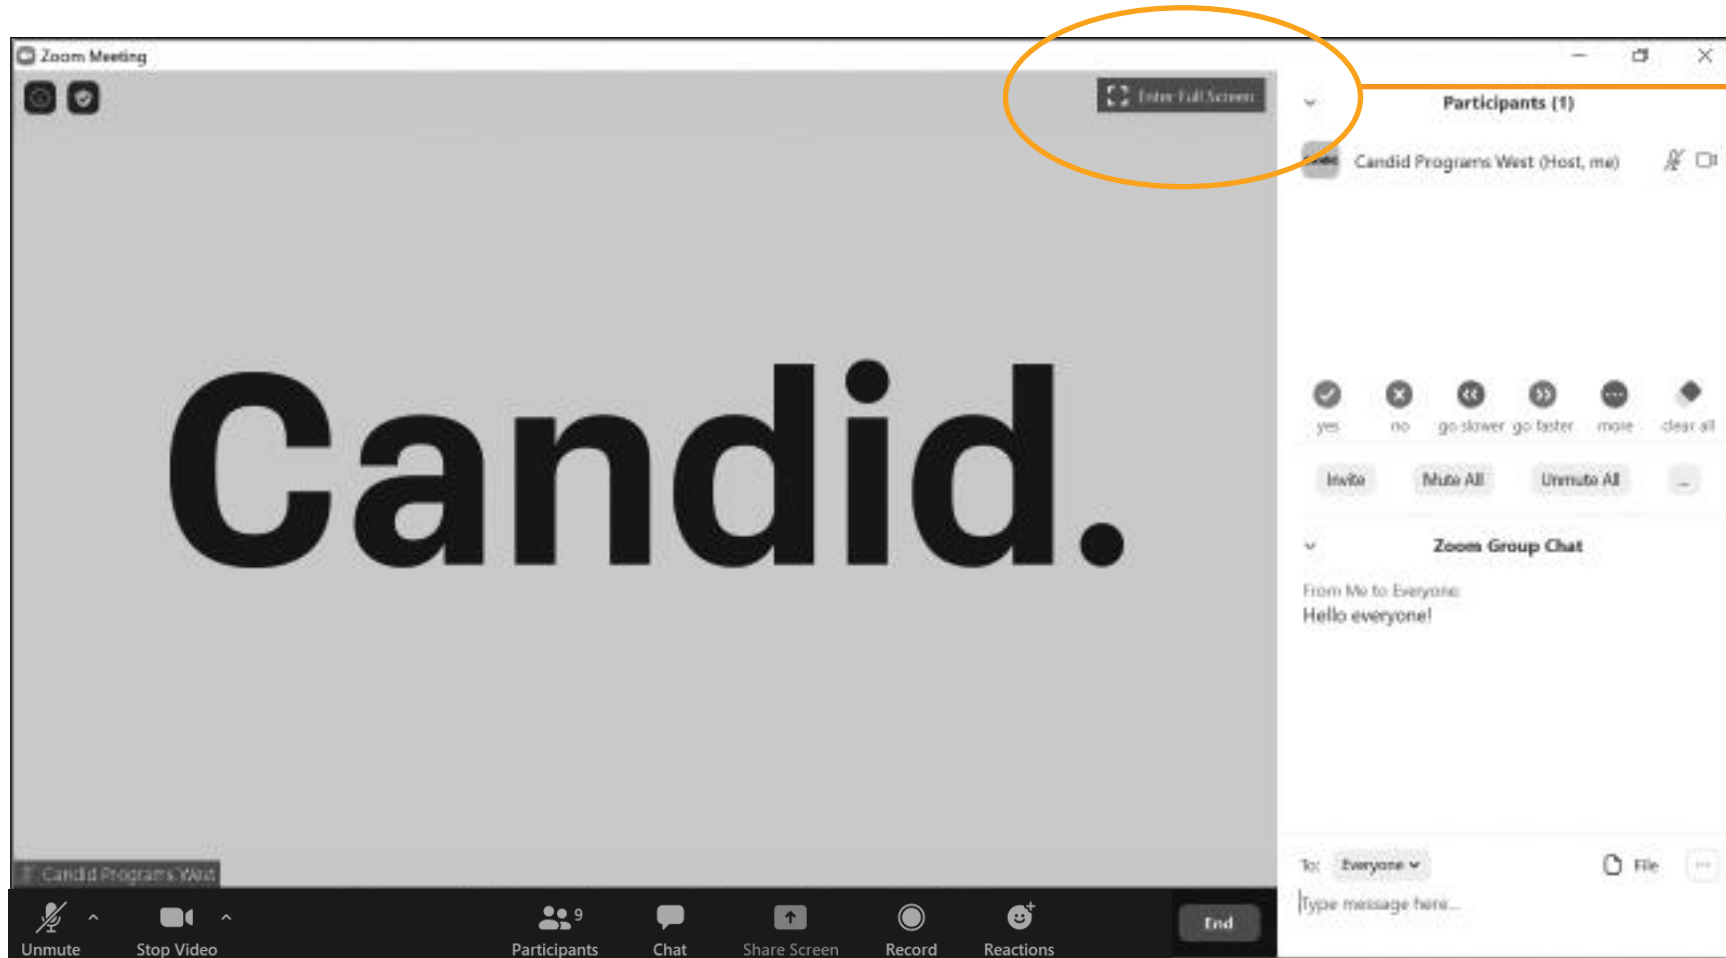 Zoom Meeting
Enter Full Screen
Candid.
Candid Programs West
Unmute
Stop Video
9
Participants
Chat
Share Screen
Record
Reactions
End
Participants (1)
Candid Programs West (Host, me)
yes no go slower go faster more clear all
Invite Mute All Unmute All ...
Zoom Group Chat
From Me to Everyone:
Hello everyone!
To: Everyone File ...
Type message here...